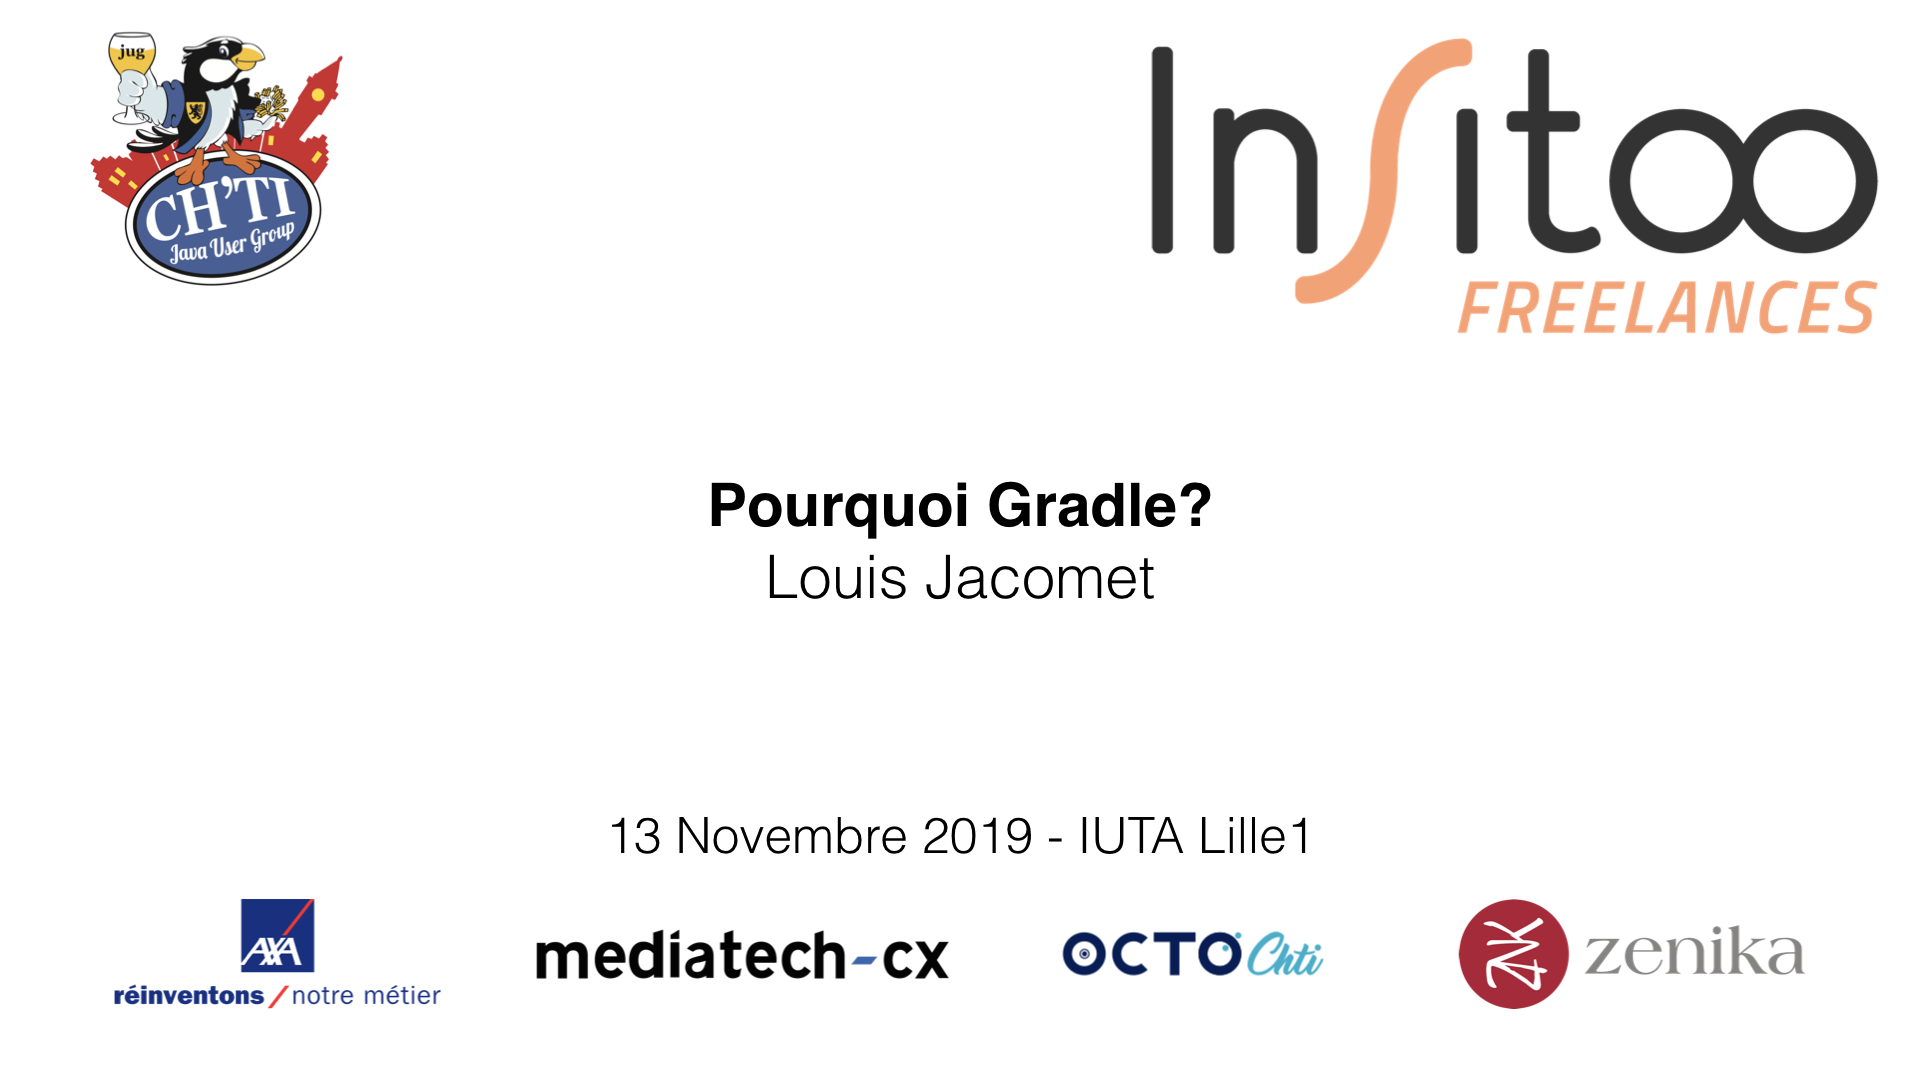 jug
CH'TI
Java User Group
Insitoo
FREELANCES
Pourquoi Gradle?
Louis Jacomet
13 Novembre 2019 - IUTA Lille1
AXA
réinventons / notre métier
mediatech-cx
OCTO Chti
zenika